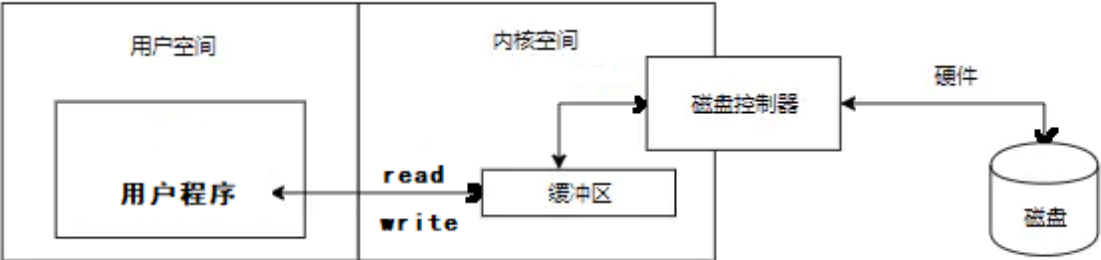 用户空间
内核空间
硬件
磁盘控制器
用户程序
read
write
缓冲区
磁盘